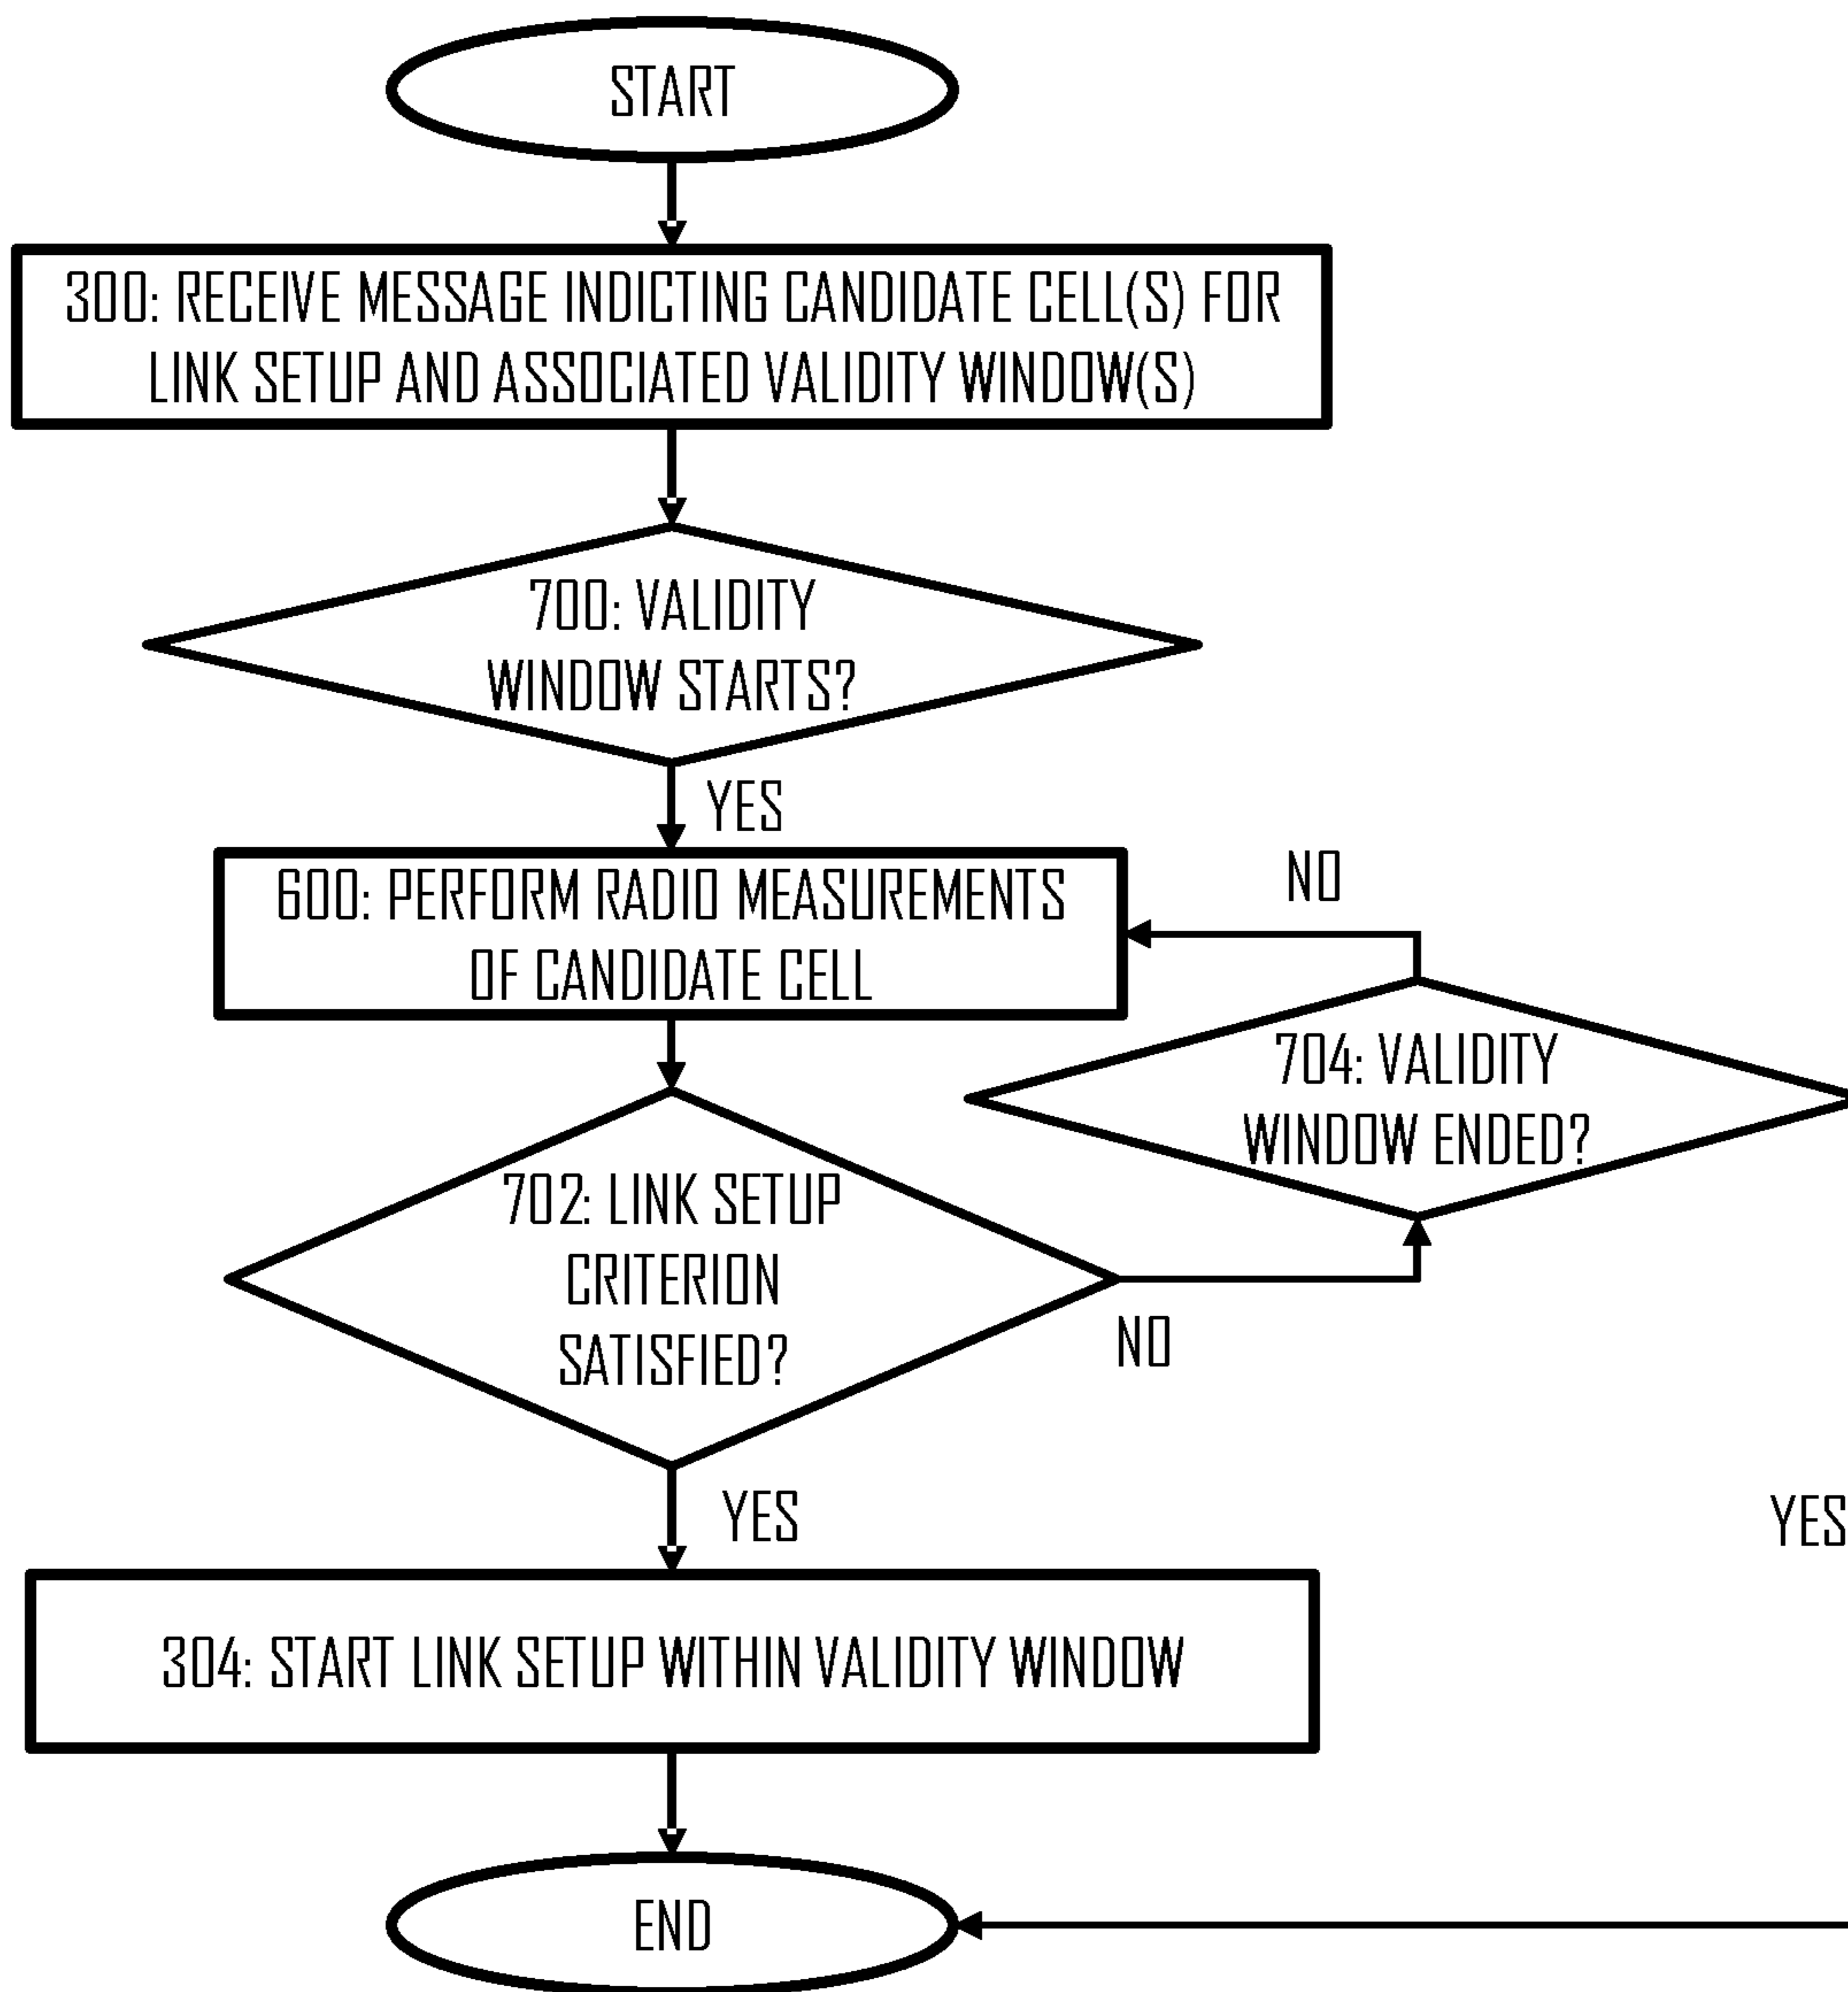 START
300: RECEIVE MESSAGE INDICTING CANDIDATE CELL(S) FOR
LINK SETUP AND ASSOCIATED VALIDITY WINDOW(S)
700: VALIDITY
WINDOW STARTS?
YES
600: PERFORM RADIO MEASUREMENTS
OF CANDIDATE CELL
NO
704: VALIDITY
WINDOW ENDED?
702: LINK SETUP
CRITERION
SATISFIED?
NO
YES
YES
304: START LINK SETUP WITHIN VALIDITY WINDOW
END